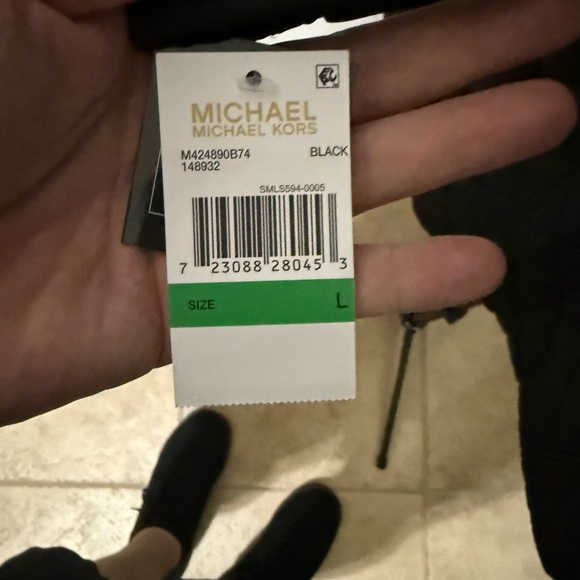 MICHAEL
MICHAEL KORS
M424890B74 BLACK
148932
SMLS594-0005
7 23088 28045 3
SIZE L